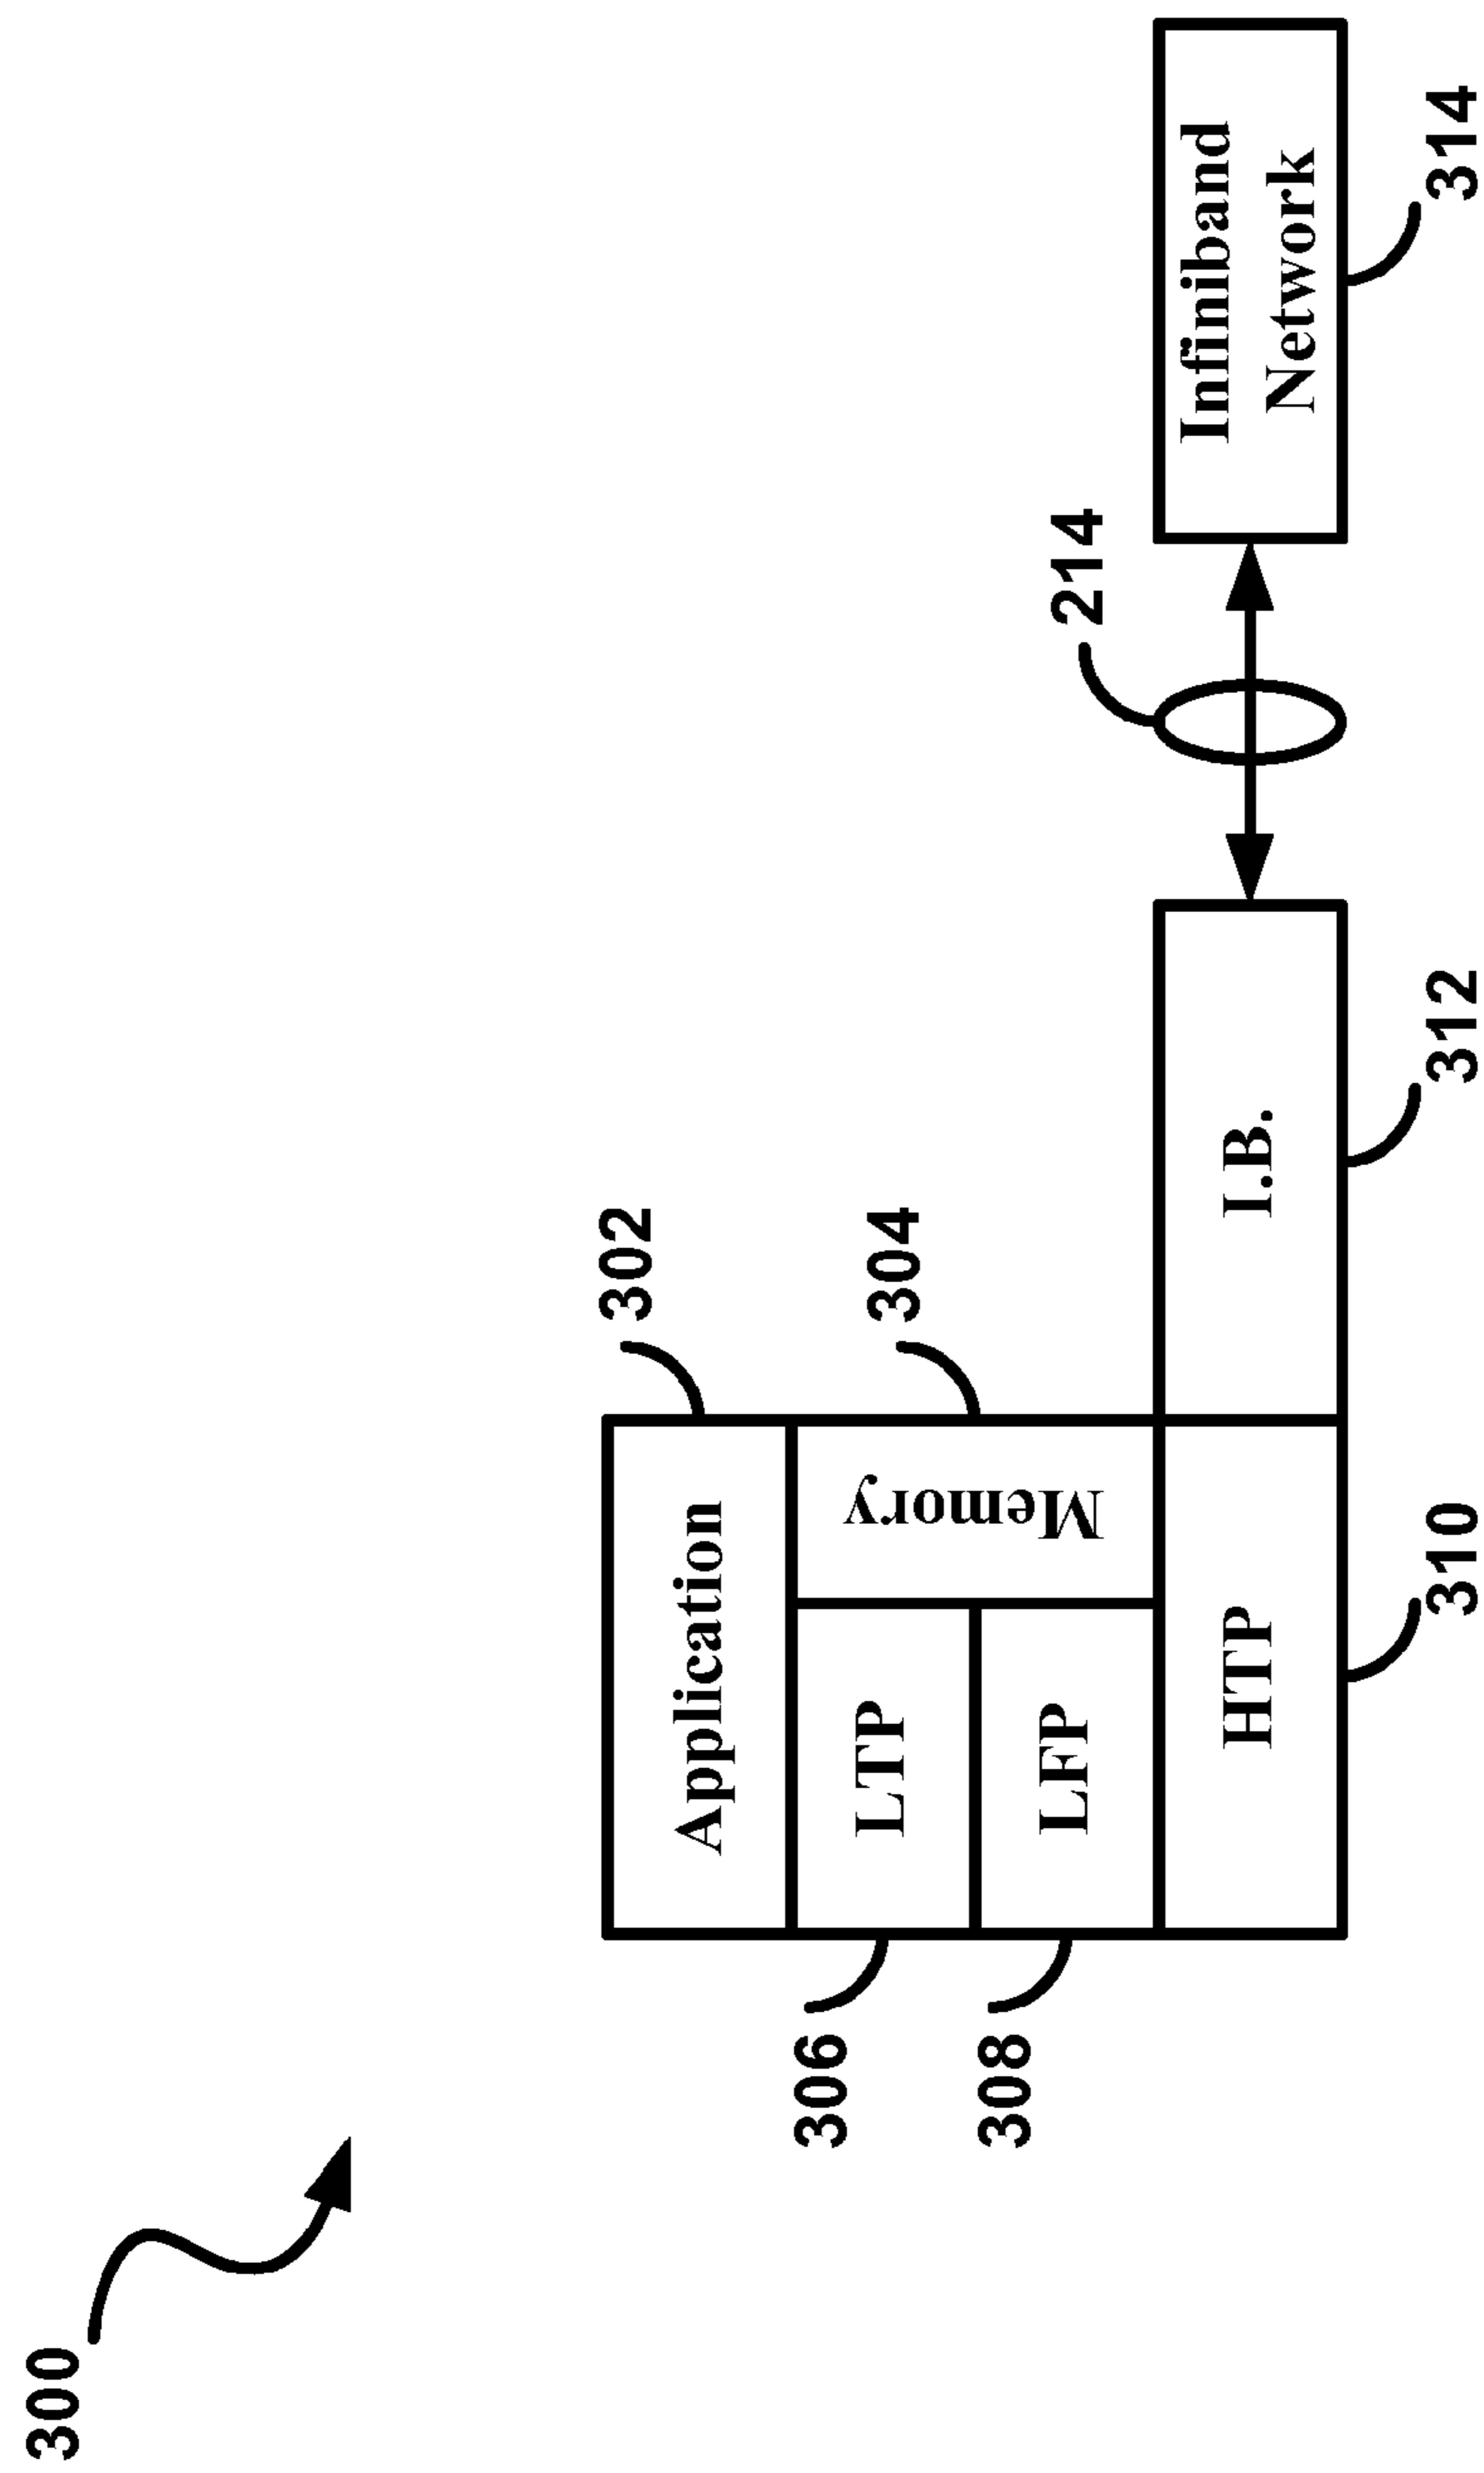 300
302
Application
306
LTP
Memory
304
308
LFP
214
HTP
I.B.
Infiniband
Network
310
312
314